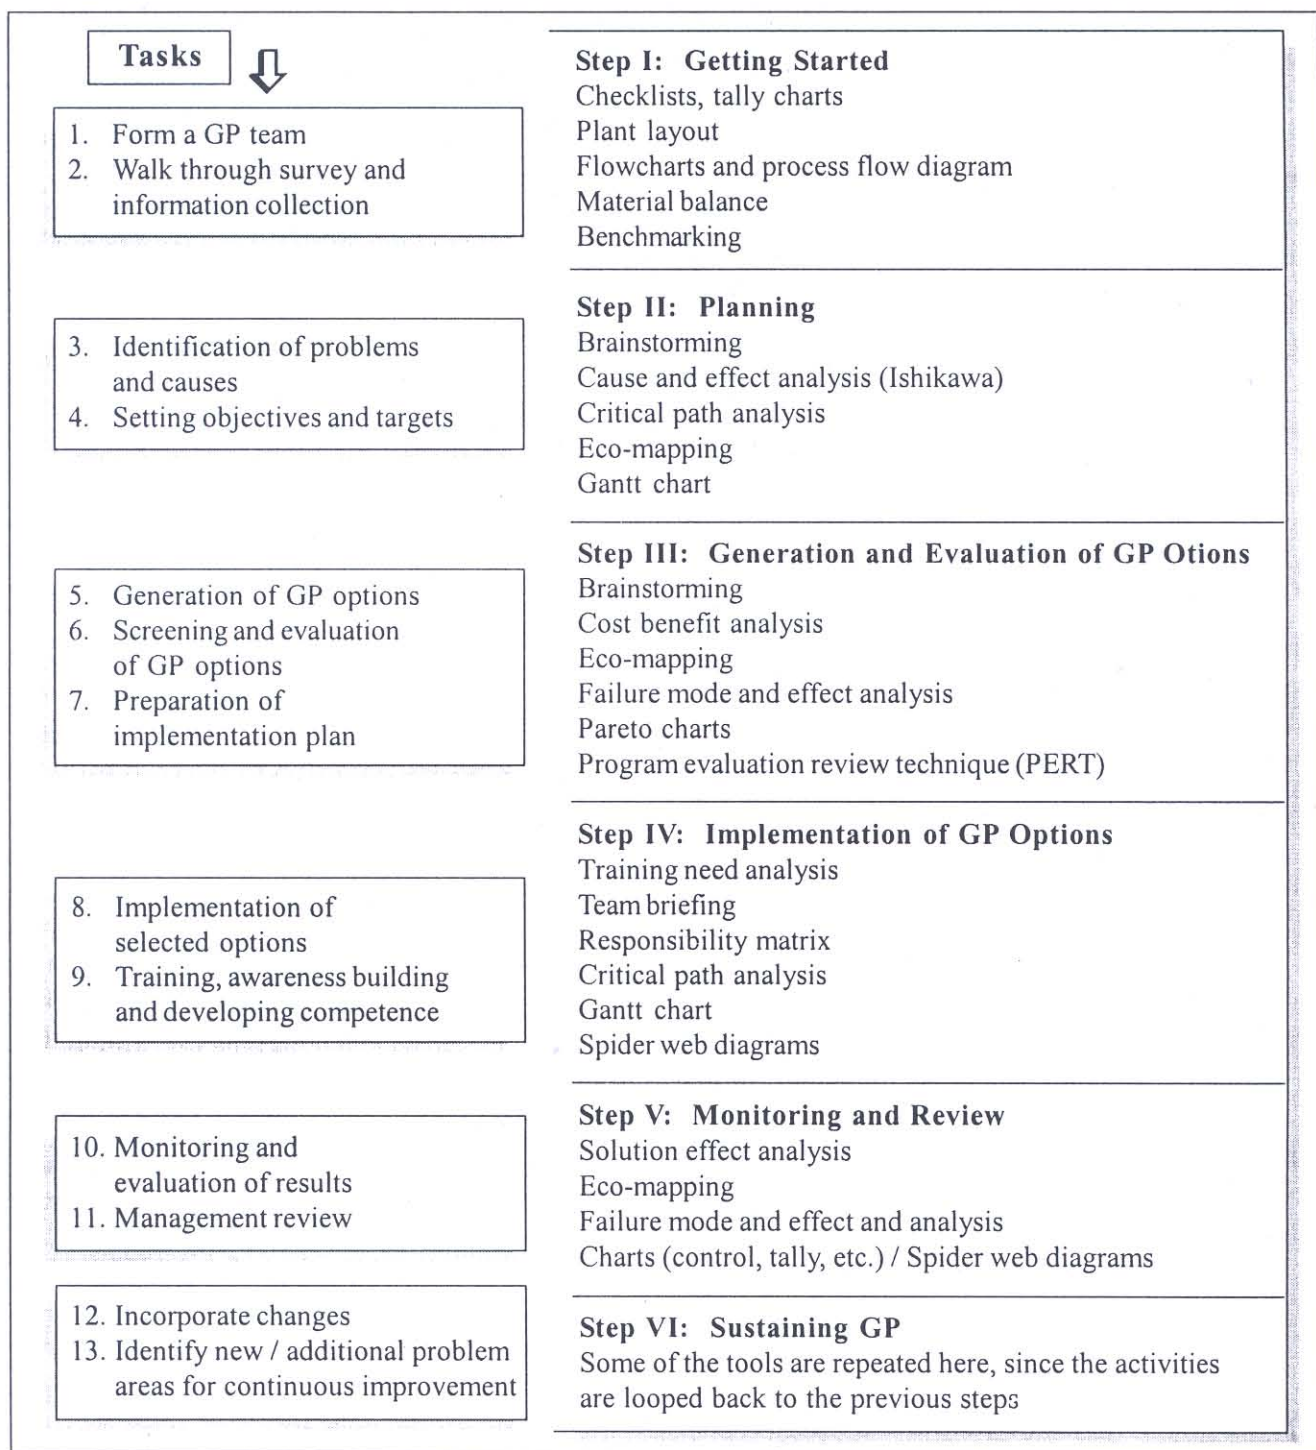 Tasks
1. Form a GP team
2. Walk through survey and
information collection
Step I: Getting Started
Checklists, tally charts
Plant layout
Flowcharts and process flow diagram
Material balance
Benchmarking
3. Identification of problems
and causes
4. Setting objectives and targets
Step II: Planning
Brainstorming
Cause and effect analysis (Ishikawa)
Critical path analysis
Eco-mapping
Gantt chart
5. Generation of GP options
6. Screening and evaluation
of GP options
7. Preparation of
implementation plan
Step III: Generation and Evaluation of GP Otions
Brainstorming
Cost benefit analysis
Eco-mapping
Failure mode and effect analysis
Pareto charts
Program evaluation review technique (PERT)
8. Implementation of
selected options
9. Training, awareness building
and developing competence
Step IV: Implementation of GP Options
Training need analysis
Team briefing
Responsibility matrix
Critical path analysis
Gantt chart
Spider web diagrams
10. Monitoring and
evaluation of results
11. Management review
Step V: Monitoring and Review
Solution effect analysis
Eco-mapping
Failure mode and effect and analysis
Charts (control, tally, etc.) / Spider web diagrams
12. Incorporate changes
13. Identify new / additional problem
areas for continuous improvement
Step VI: Sustaining GP
Some of the tools are repeated here, since the activities
are looped back to the previous steps